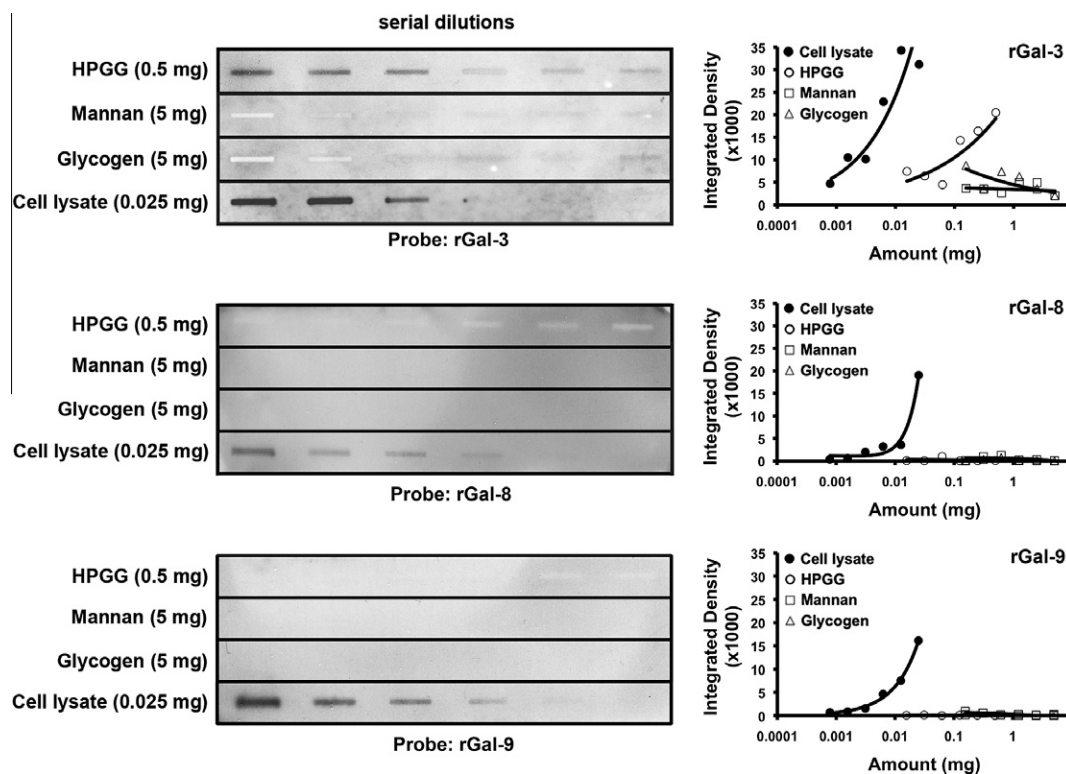 serial dilutions
HPGG (0.5 mg)
Mannan (5 mg)
Glycogen (5 mg)
Cell lysate (0.025 mg)
Probe: rGal-3
35
30
25
20
15
10
5
0
Integrated Density
(x1000)
Cell lysate
HPGG
Mannan
Glycogen
rGal-3
0.0001
0.001
0.01
0.1
1
Amount (mg)
HPGG (0.5 mg)
Mannan (5 mg)
Glycogen (5 mg)
Cell lysate (0.025 mg)
Probe: rGal-8
35
30
25
20
15
10
5
0
Integrated Density
(x1000)
Cell lysate
HPGG
Mannan
Glycogen
rGal-8
0.0001
0.001
0.01
0.1
1
Amount (mg)
HPGG (0.5 mg)
Mannan (5 mg)
Glycogen (5 mg)
Cell lysate (0.025 mg)
Probe: rGal-9
35
30
25
20
15
10
5
0
Integrated Density
(x1000)
Cell lysate
HPGG
Mannan
Glycogen
rGal-9
0.0001
0.001
0.01
0.1
1
Amount (mg)